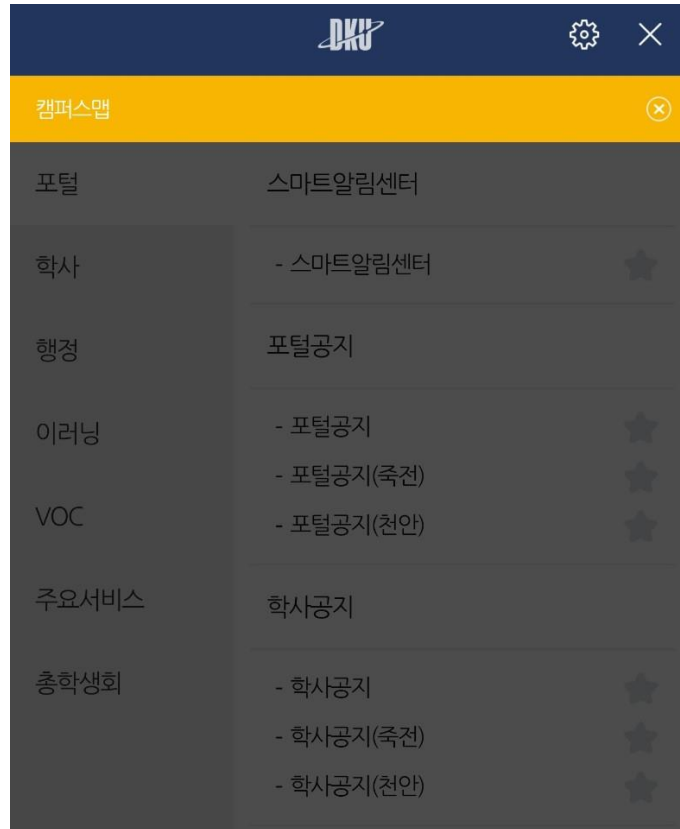 DKU
캠퍼스맵
포털
학사
행정
이러닝
VOC
주요서비스
총학생회
스마트알림센터
- 스마트알림센터
포털공지
- 포털공지
- 포털공지(죽전)
- 포털공지(천안)
학사공지
- 학사공지
- 학사공지(죽전)
- 학사공지(천안)